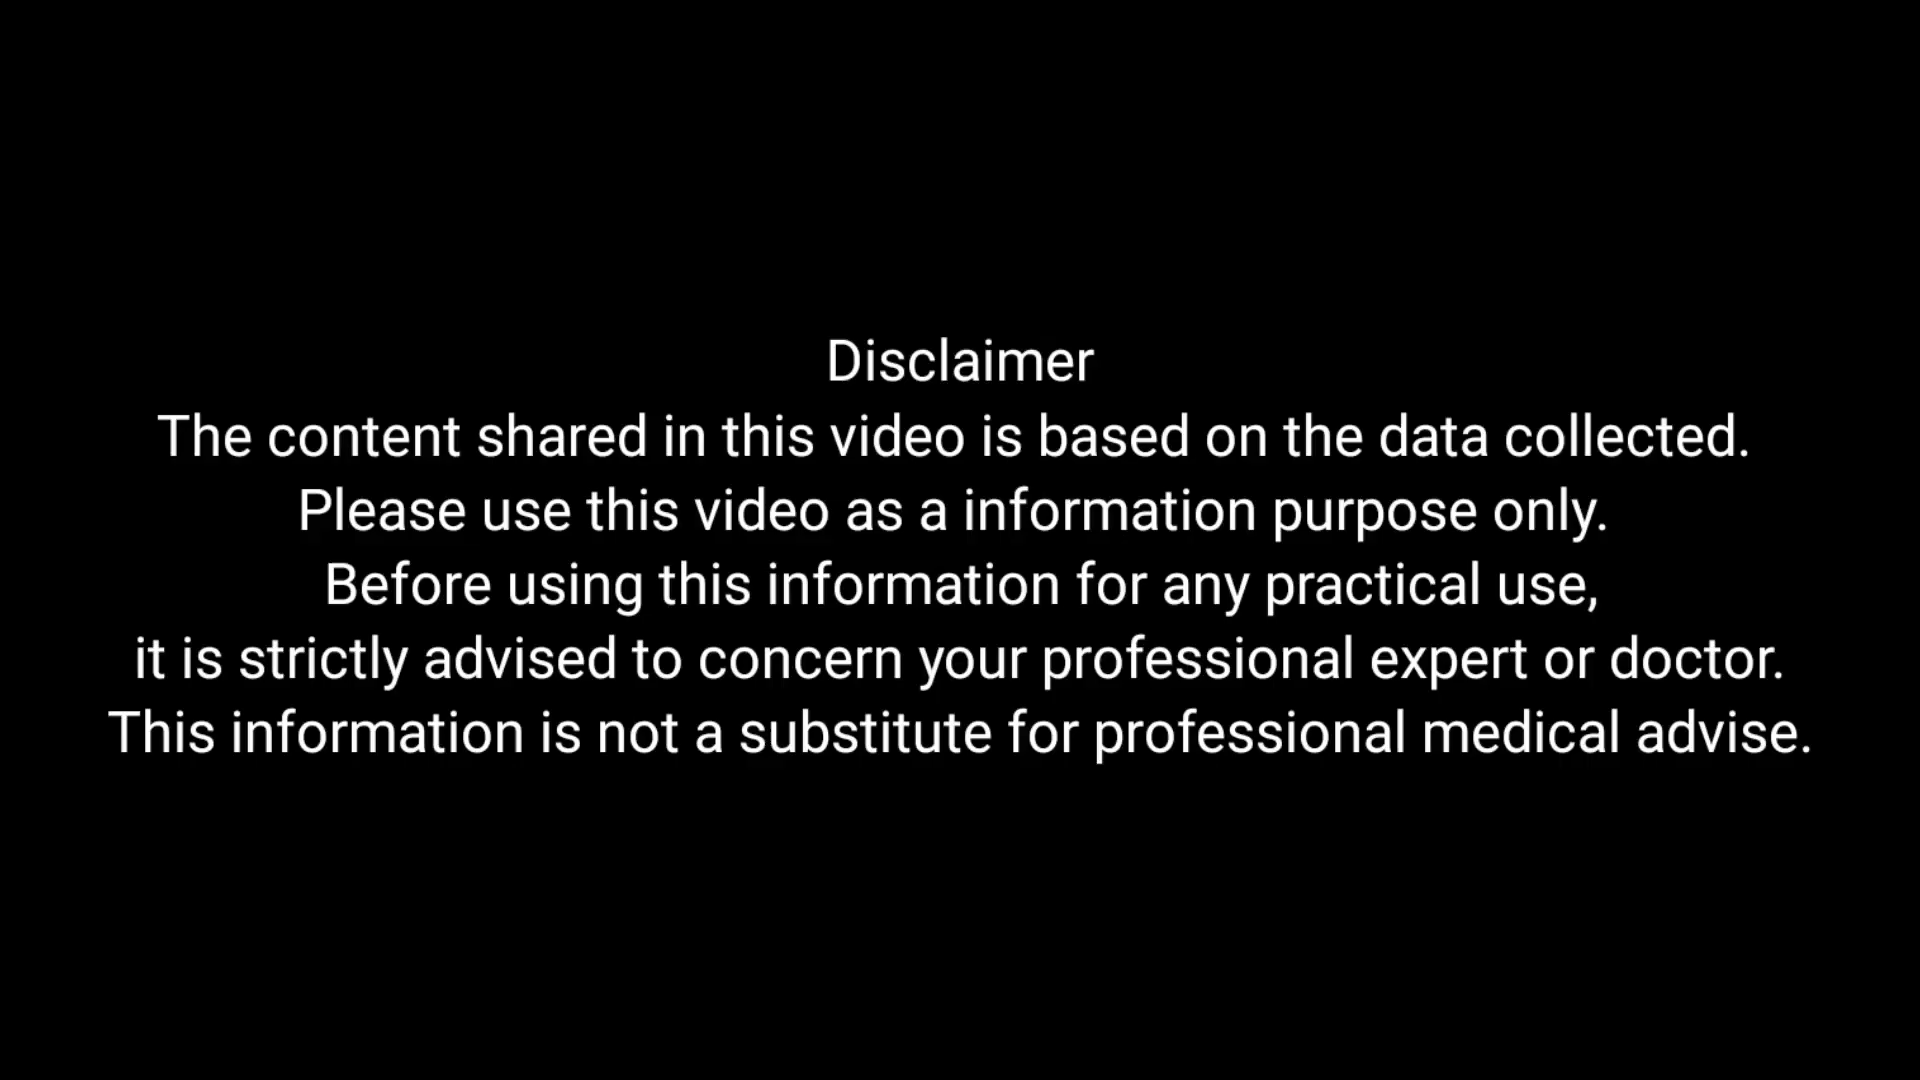 Disclaimer
The content shared in this video is based on the data collected.
Please use this video as a information purpose only.
Before using this information for any practical use,
it is strictly advised to concern your professional expert or doctor.
This information is not a substitute for professional medical advise.